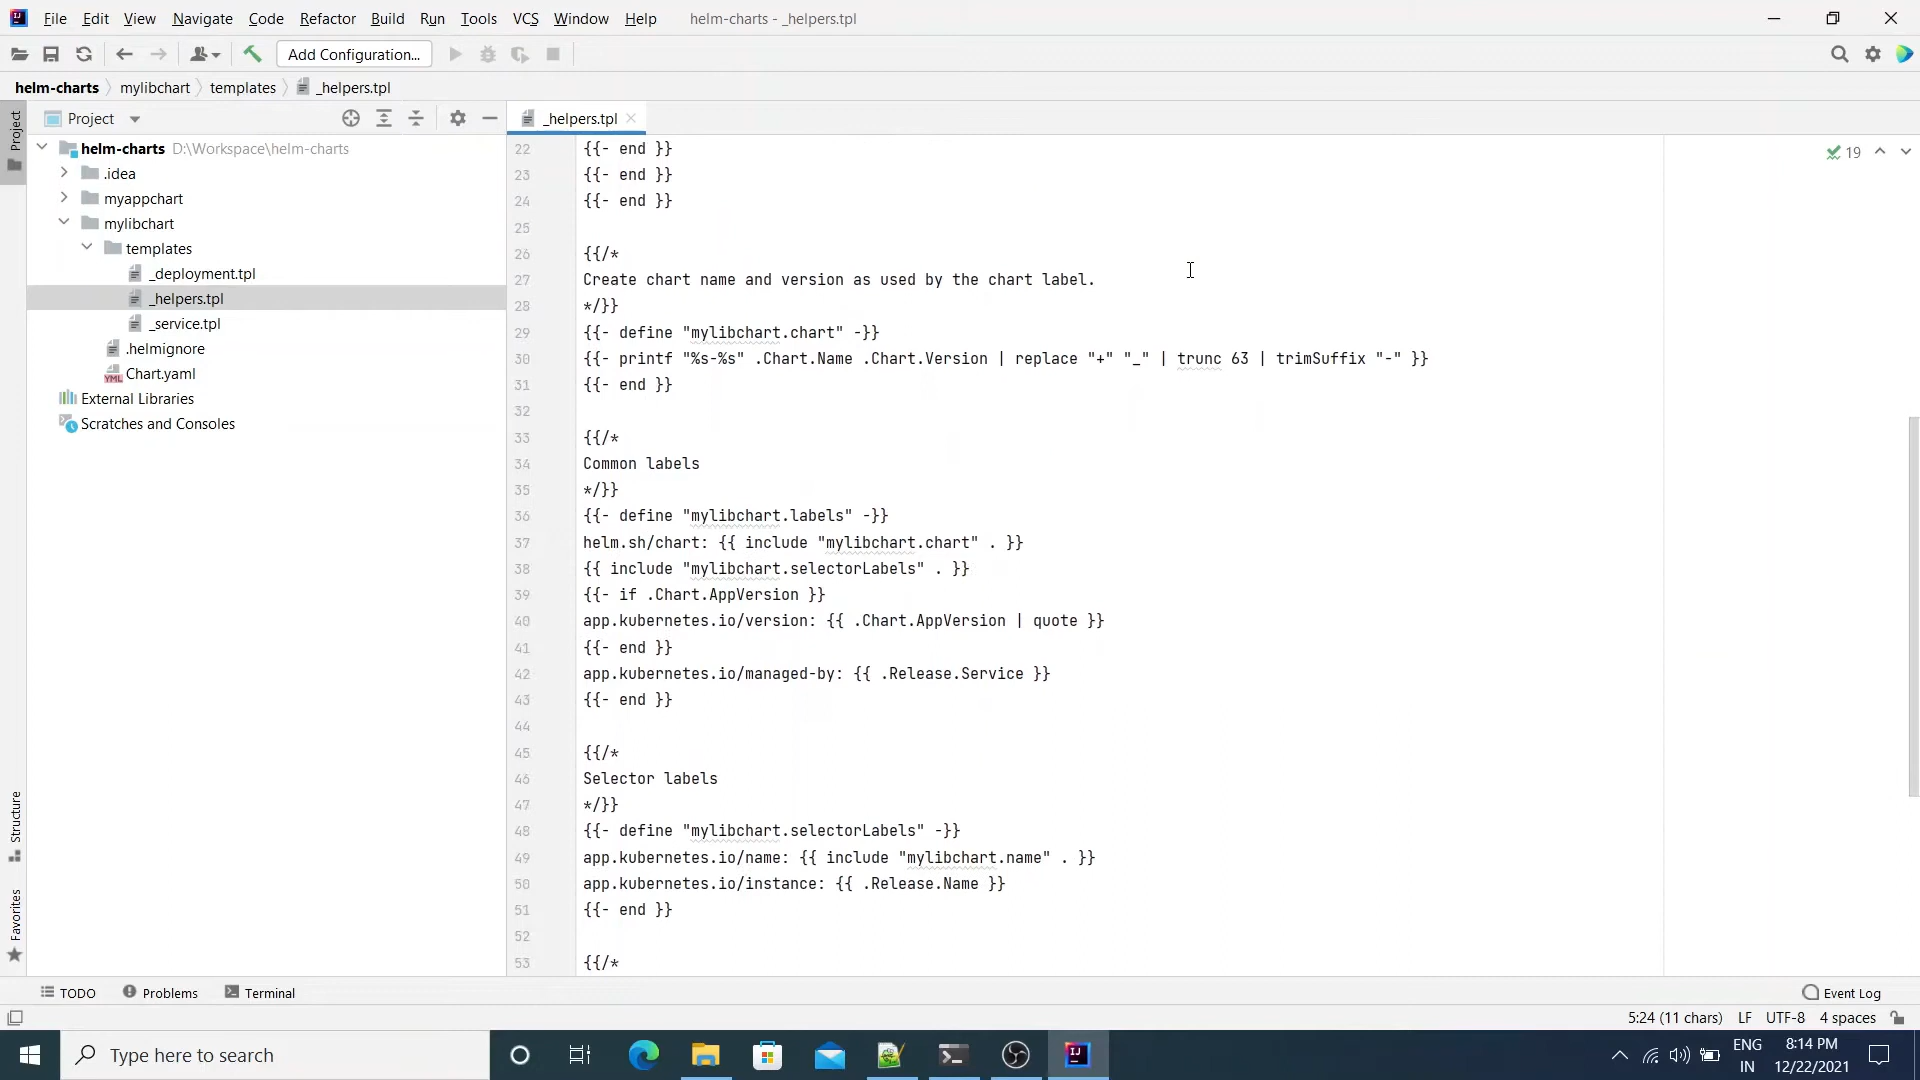 File Edit View Navigate Code Refactor Build Run Tools VCS Window Help helm-charts - _helpers.tpl
Add Configuration...
helm-charts mylibchart templates _helpers.tpl
Project
Project
_helpers.tpl
helm-charts D:\Workspace\helm-charts
.idea
myappchart
mylibchart
templates
_deployment.tpl
_helpers.tpl
_service.tpl
.helmignore
Chart.yaml
External Libraries
Scratches and Consoles
19
22 {{- end }}
23 {{- end }}
24 {{- end }}
25
26 {{/*
27 Create chart name and version as used by the chart label.
28 */}}
29 {{- define "mylibchart.chart" -}}
30 {{- printf "%s-%s" .Chart.Name .Chart.Version | replace "+" "_" | trunc 63 | trimSuffix "-" }}
31 {{- end }}
32
33 {{/*
34 Common labels
35 */}}
36 {{- define "mylibchart.labels" -}}
37 helm.sh/chart: {{ include "mylibchart.chart" . }}
38 {{ include "mylibchart.selectorLabels" . }}
39 {{- if .Chart.AppVersion }}
40 app.kubernetes.io/version: {{ .Chart.AppVersion | quote }}
41 {{- end }}
42 app.kubernetes.io/managed-by: {{ .Release.Service }}
43 {{- end }}
44
45 {{/*
46 Selector labels
47 */}}
48 {{- define "mylibchart.selectorLabels" -}}
49 app.kubernetes.io/name: {{ include "mylibchart.name" . }}
50 app.kubernetes.io/instance: {{ .Release.Name }}
51 {{- end }}
52
53 {{/*
Structure
Favorites
TODO Problems Terminal Event Log
5:24 (11 chars) LF UTF-8 4 spaces
Type here to search
ENG
IN
8:14 PM
12/22/2021